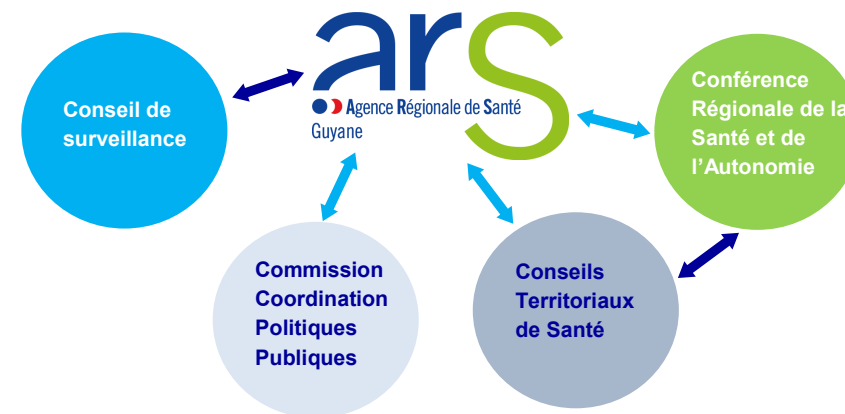 ars
Agence Régionale de Santé
Guyane
Conseil de
surveillance
Conférence
Régionale de la
Santé et de
l’Autonomie
Commission
Coordination
Politiques
Publiques
Conseils
Territoriaux
de Santé